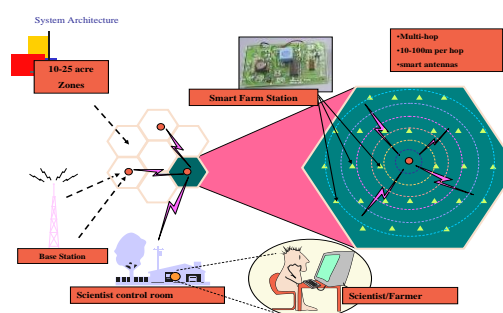 System Architecture
10-25 acre
Zones
•Multi-hop
•10-100m per hop
•smart antennas
Smart Farm Station
Base Station
Scientist control room
Scientist/Farmer